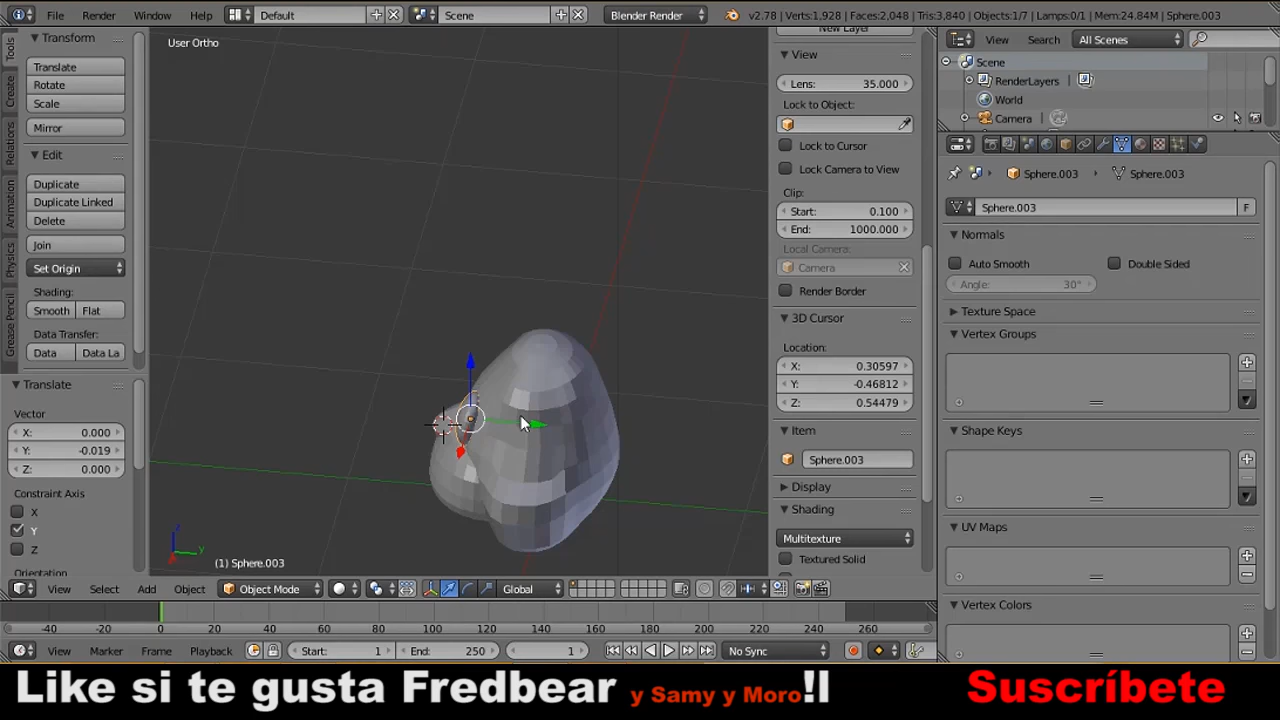 File Render Window Help Default Scene Blender Render v2.78 | Verts:1,928 | Faces:2,048 | Tris:3,840 | Objects:1/7 | Lamps:0/1 | Mem:24.84M | Sphere.003
Tools
Create
Relations
Animation
Physics
Grease Pencil
Transform
Translate
Rotate
Scale
Mirror
Edit
Duplicate
Duplicate Linked
Delete
Join
Set Origin
Shading:
Smooth Flat
Data Transfer:
Data Data La
Translate
Vector
X: 0.000
Y: -0.019
Z: 0.000
Constraint Axis
X
Y
Z
User Ortho
z
y
(1) Sphere.003
New Layer
View
Lens: 35.000
Lock to Object:
Lock to Cursor
Lock Camera to View
Clip:
Start: 0.100
End: 1000.000
Local Camera:
Camera
Render Border
3D Cursor
Location:
X: 0.30597
Y: -0.46812
Z: 0.54479
Item
Sphere.003
Display
Shading
Multitexture
Textured Solid
View Search All Scenes
Scene
RenderLayers
World
Camera
Sphere.003 Sphere.003
Sphere.003 F
Normals
Auto Smooth Double Sided
Angle: 30°
Texture Space
Vertex Groups
Shape Keys
UV Maps
Vertex Colors
View Select Add Object Object Mode Global
-40 -20 0 20 40 60 80 100 120 140 160 180 200 220 240 260
View Marker Frame Playback Start: 1 End: 250 1 No Sync
Like si te gusta Fredbear y Samy y Moro!l Suscríbete